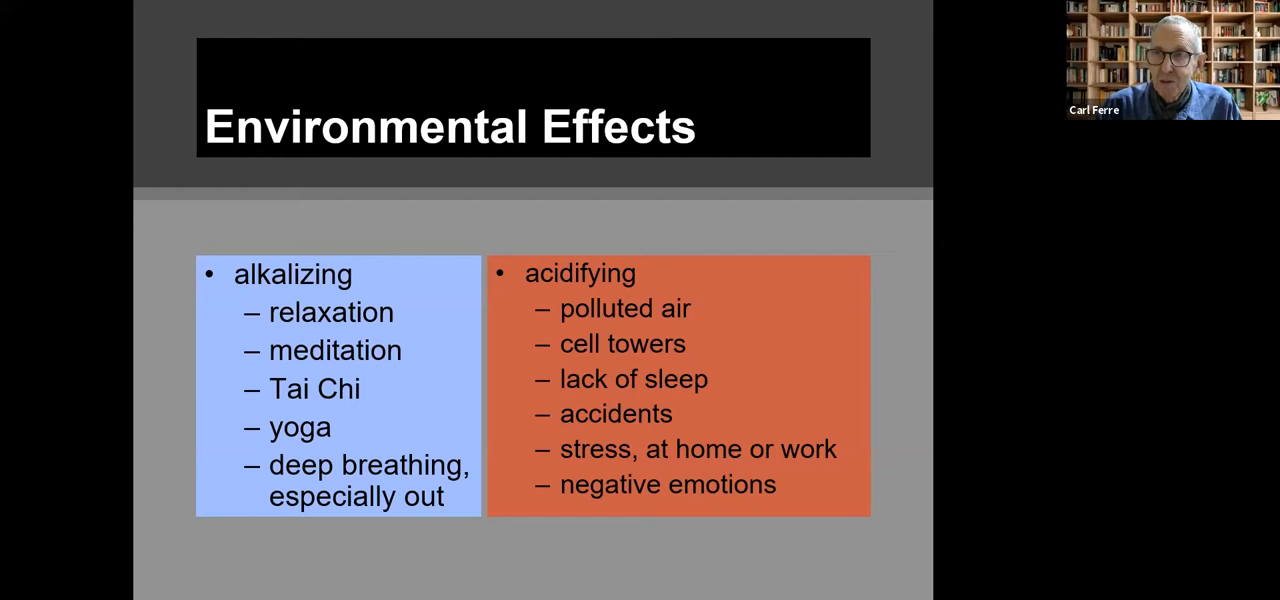 Environmental Effects
• alkalizing
– relaxation
– meditation
– Tai Chi
– yoga
– deep breathing,
especially out
• acidifying
– polluted air
– cell towers
– lack of sleep
– accidents
– stress, at home or work
– negative emotions
Carl Ferre